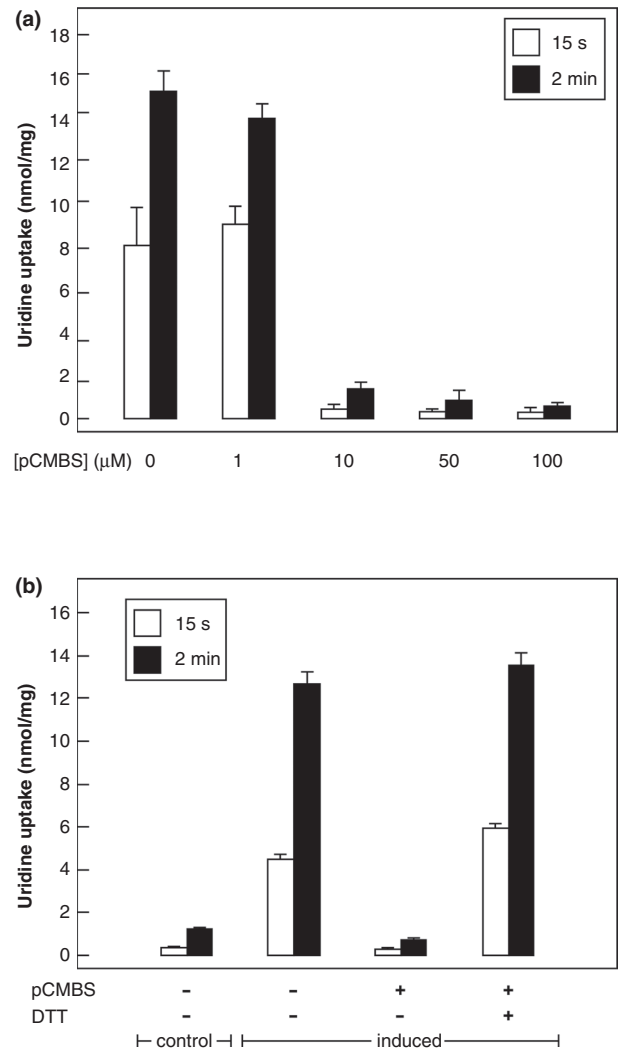 (a)
18
16
14
12
10
8
6
4
2
0
Uridine uptake (nmol/mg)
15 s
2 min
[pCMBS] (μM) 0 1 10 50 100
(b)
16
14
12
10
8
6
4
2
0
Uridine uptake (nmol/mg)
15 s
2 min
pCMBS – – + +
DTT – – – +
control induced